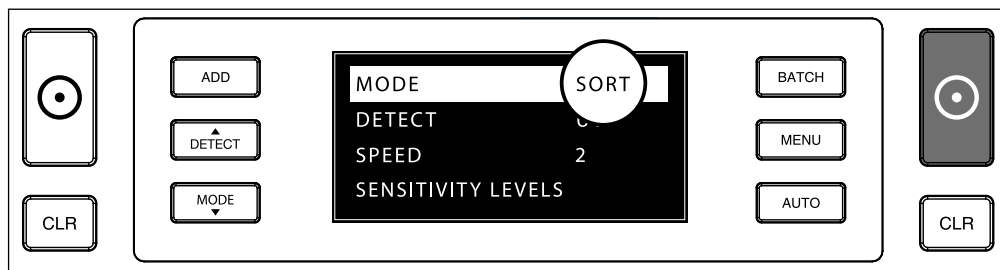 ADD
DETECT
MODE
CLR
MODE SORT
DETECT
SPEED 2
SENSITIVITY LEVELS
BATCH
MENU
AUTO
CLR